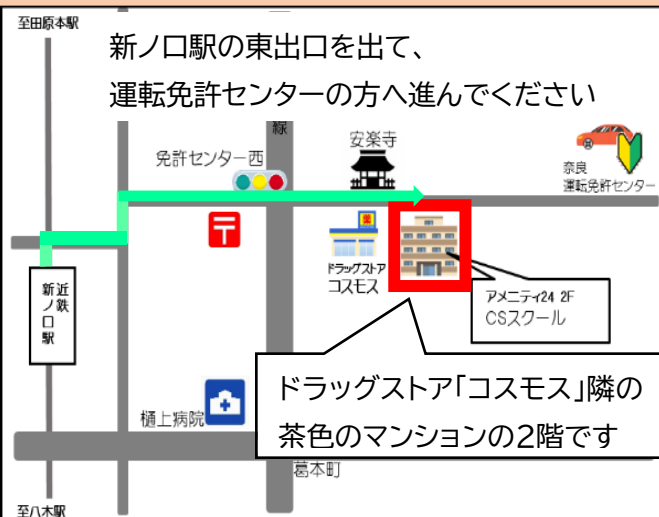 至田原本駅
新ノ口駅の東出口を出て、
運転免許センターの方へ進んでください
線
安楽寺
免許センター西
奈良
運転免許センター
〒
薬
ドラッグストア
コスモス
近鉄
新ノ口駅
アメニティ24 2F
CSスクール
ドラッグストア「コスモス」隣の
茶色のマンションの2階です
樋上病院
葛本町
至八木駅